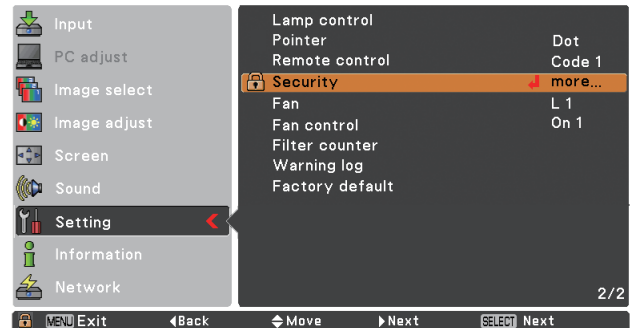 Input
PC adjust
Image select
Image adjust
Screen
Sound
Setting
Information
Network
Lamp control
Pointer Dot
Remote control Code 1
Security more...
Fan L 1
Fan control On 1
Filter counter
Warning log
Factory default
2/2
MENU Exit Back Move Next SELECT Next